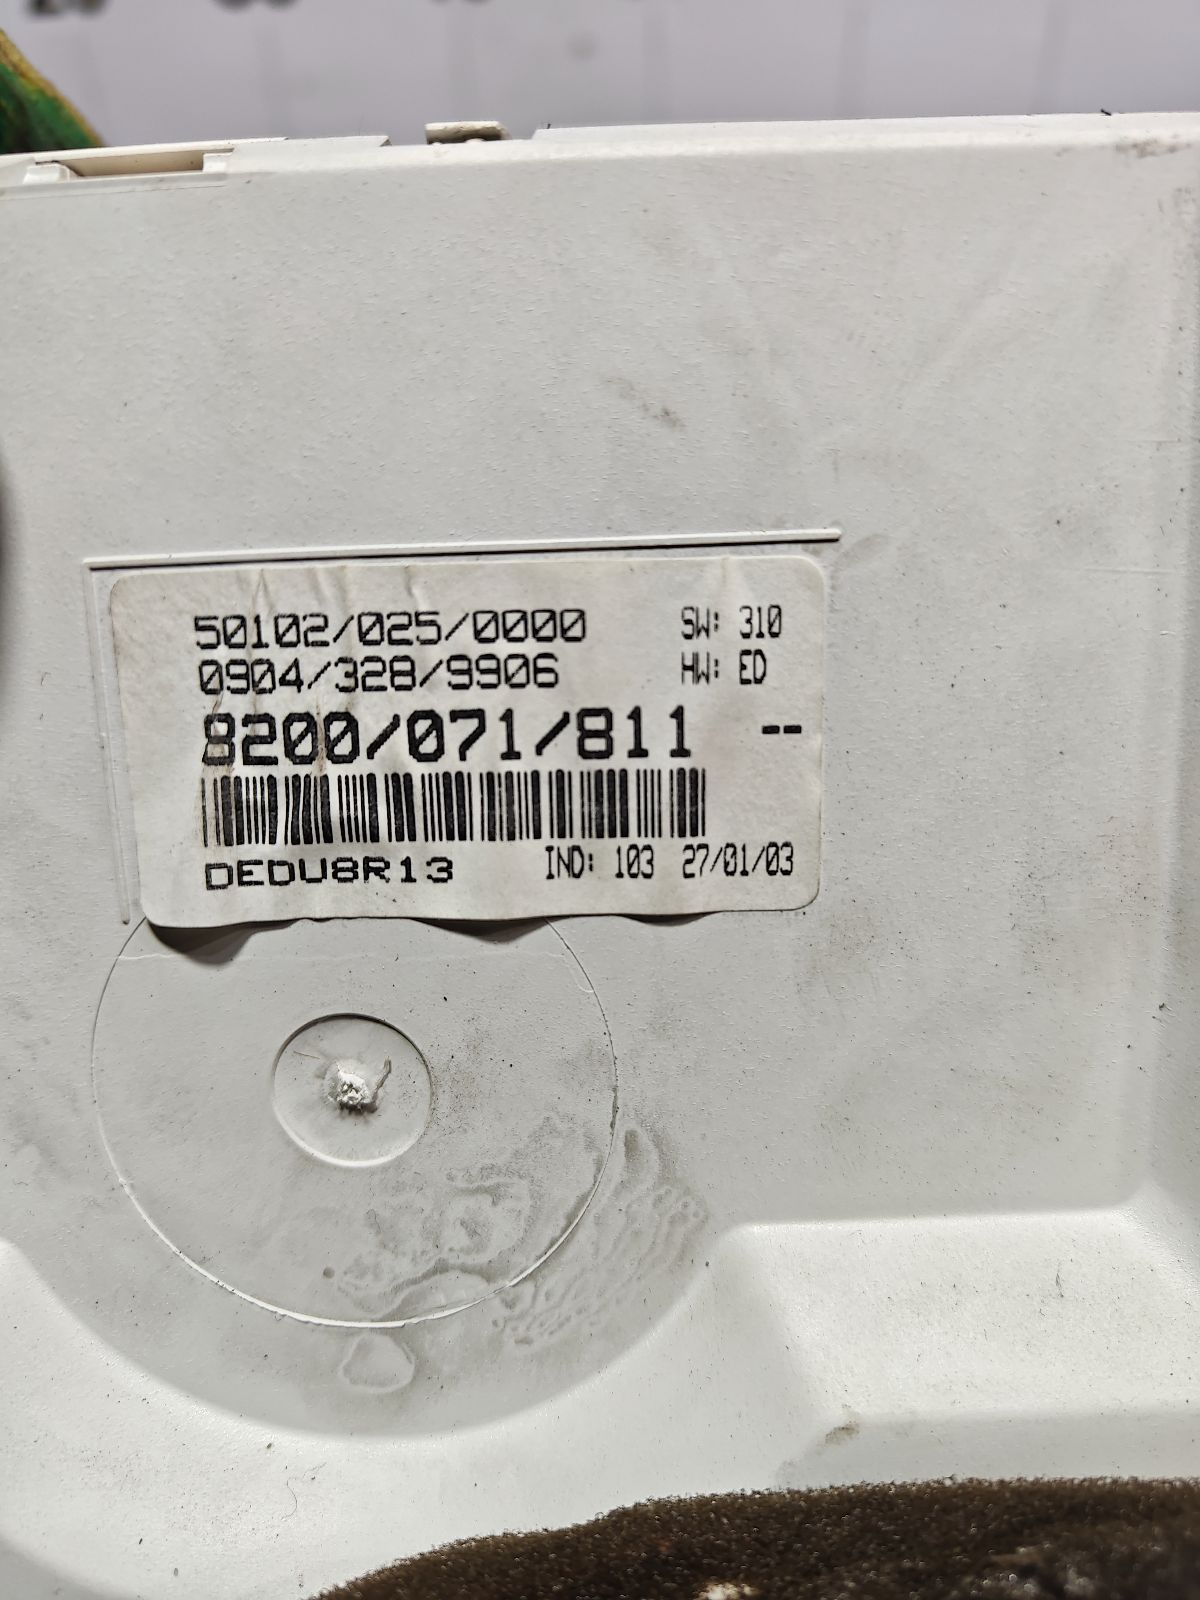 50102/025/0000 SW: 310
0904/328/9906 HW: ED
8200/071/811 --
DEDU8R13 IND: 103 27/01/03